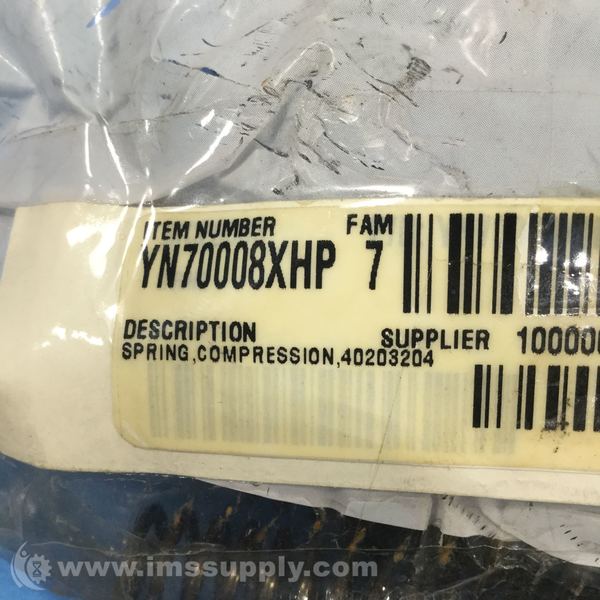 ITEM NUMBER FAM
YN70008XHP 7
DESCRIPTION SUPPLIER
SPRING,COMPRESSION,40203204
www.imssupply.com